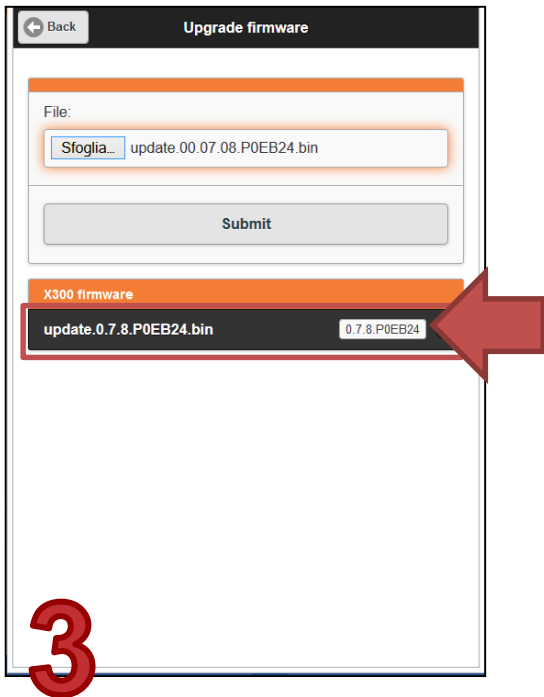 Back
Upgrade firmware
File:
Sfoglia... update.00.07.08.P0EB24.bin
Submit
X300 firmware
update.0.7.8.P0EB24.bin 0.7.8.P0EB24
3